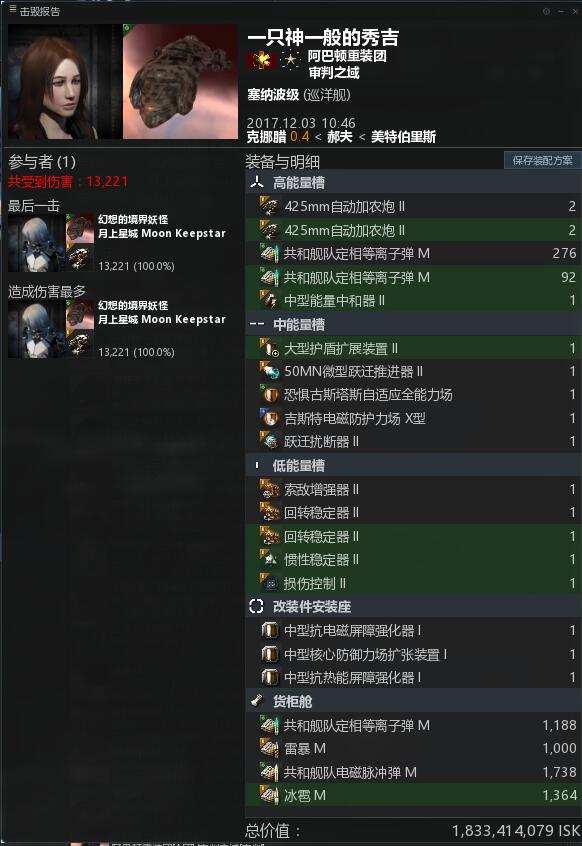 击毁报告
一只神一般的秀吉
阿巴顿重装团
审判之域
塞纳波级 (巡洋舰)
2017.12.03 10:46
克挪腊 0.4 < 郝夫 < 美特伯里斯
参与者 (1)
共受到伤害：13,221
最后一击
幻想的境界妖怪
月上星城 Moon Keepstar
13,221 (100.0%)
造成伤害最多
幻想的境界妖怪
月上星城 Moon Keepstar
13,221 (100.0%)
装备与明细
保存装配方案
高能量槽
425mm自动加农炮 II 2
425mm自动加农炮 II 2
共和舰队定相等离子弹 M 276
共和舰队定相等离子弹 M 92
中型能量中和器 II 1
中能量槽
大型护盾扩展装置 II 1
50MN微型跃迁推进器 II 1
恐惧古斯塔斯自适应全能力场 1
吉斯特电磁防护力场 X型 1
跃迁扰断器 II 1
低能量槽
索敌增强器 II 1
回转稳定器 II 1
回转稳定器 II 1
惯性稳定器 II 1
损伤控制 II 1
改装件安装座
中型抗电磁屏障强化器 I 1
中型核心防御力场扩张装置 I 1
中型抗热能屏障强化器 I 1
货柜舱
共和舰队定相等离子弹 M 1,188
雷暴 M 1,000
共和舰队电磁脉冲弹 M 1,738
冰雹 M 1,364
总价值： 1,833,414,079 ISK